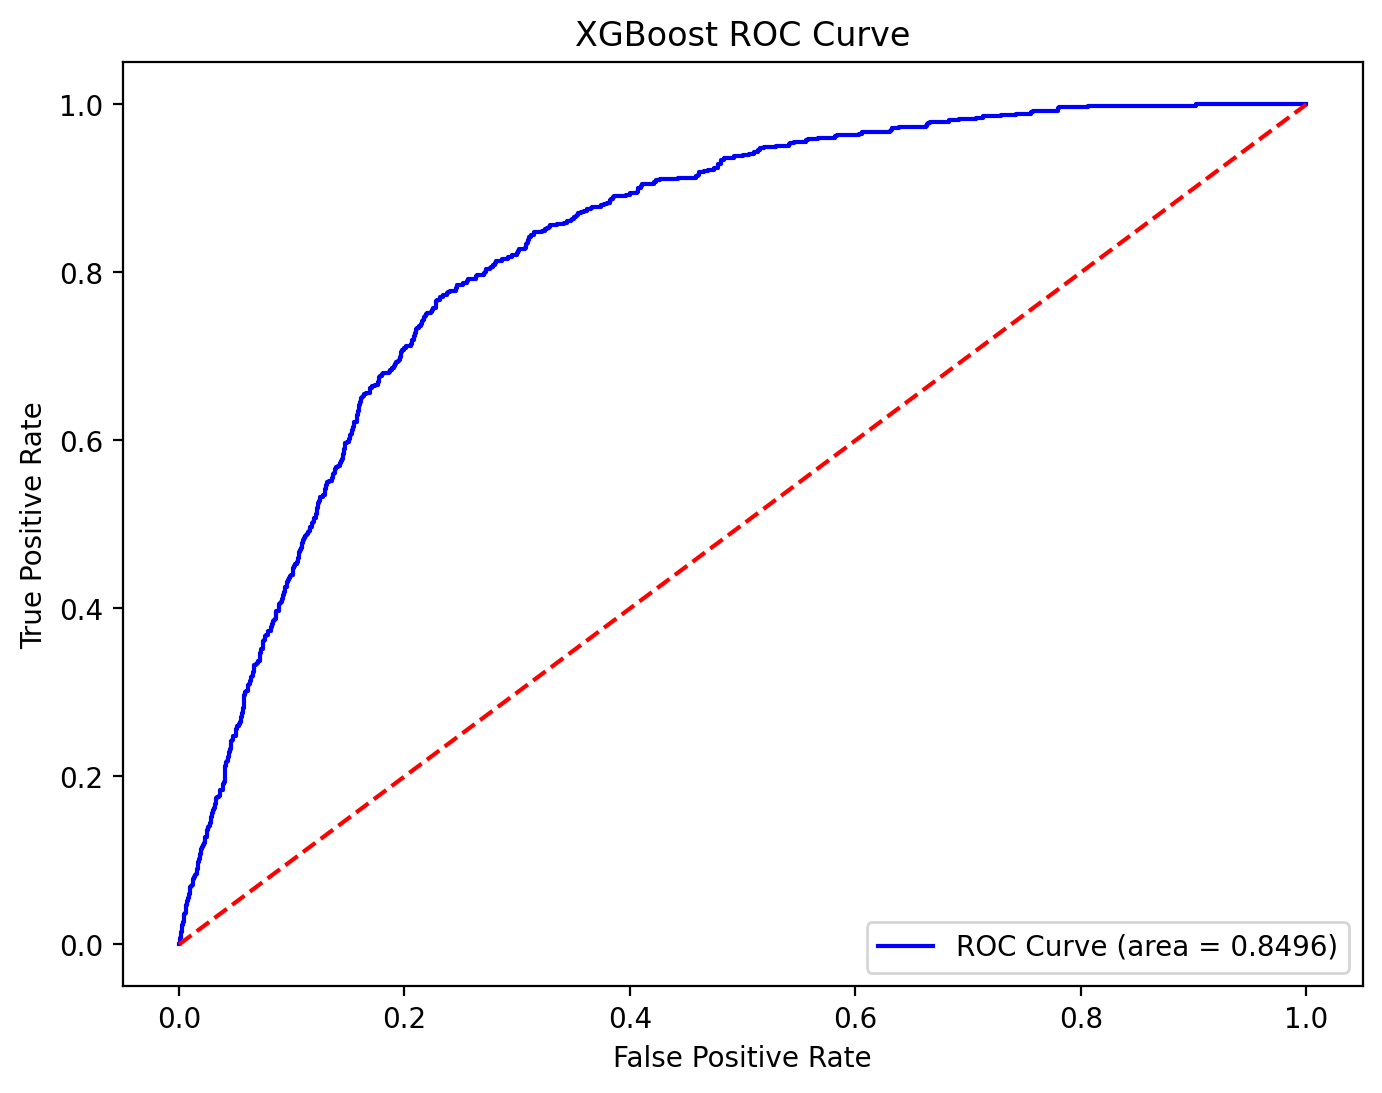 XGBoost ROC Curve
True Positive Rate
1.0
0.8
0.6
0.4
0.2
0.0
ROC Curve (area = 0.8496)
0.0 0.2 0.4 0.6 0.8 1.0
False Positive Rate